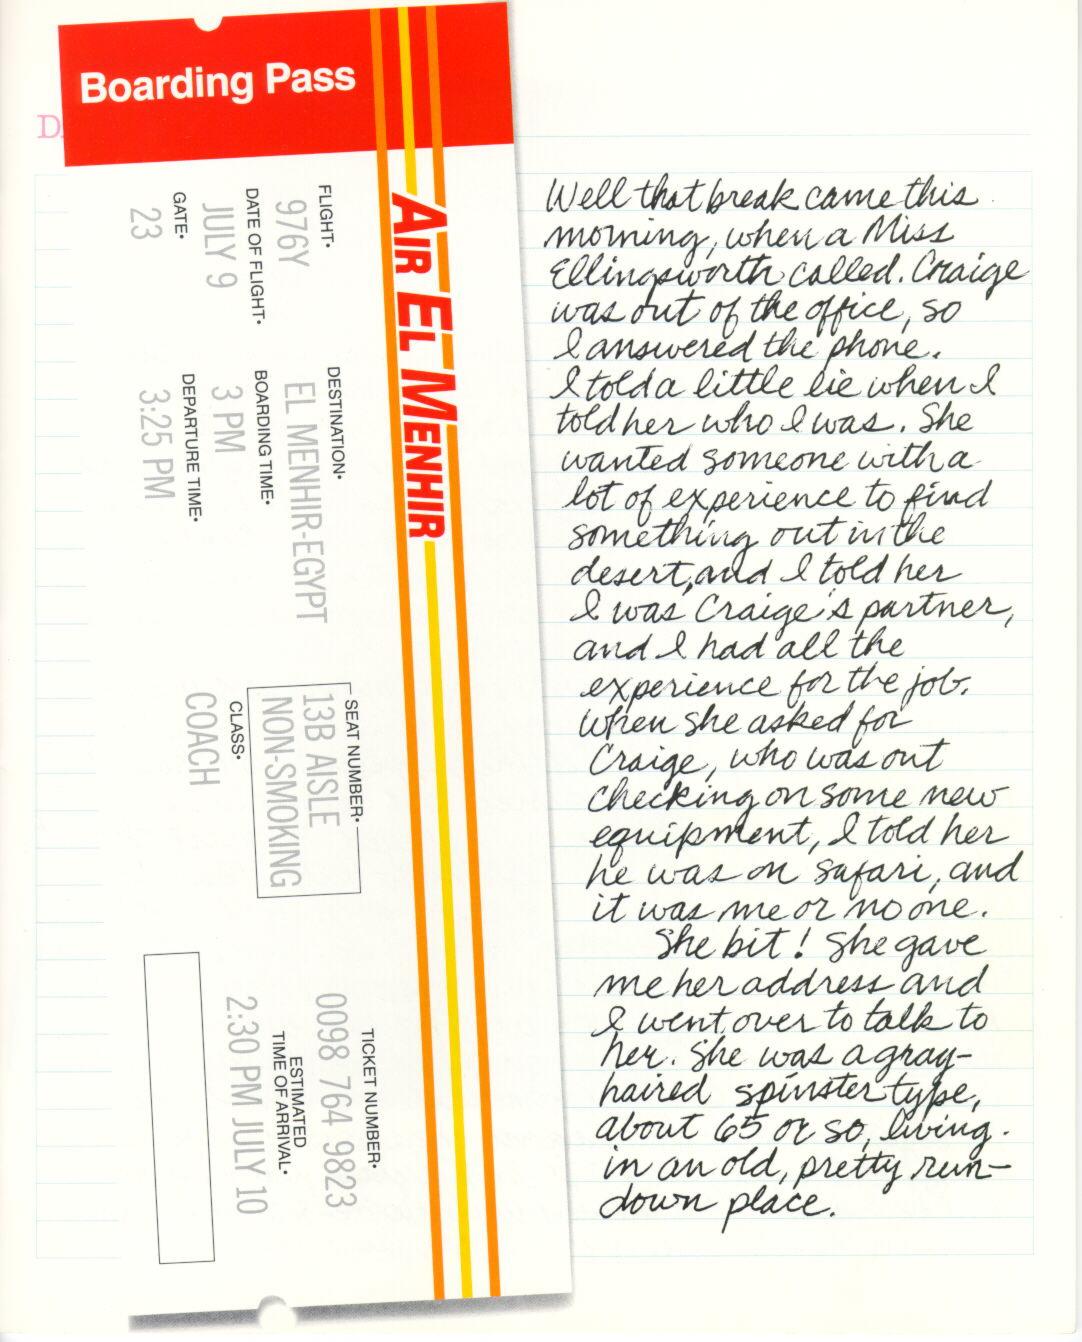 Boarding Pass
DA
AIR EL MENHIR
FLIGHT•
976Y
DESTINATION•
EL MENHIR-EGYPT
SEAT NUMBER•
13B AISLE
NON-SMOKING
TICKET NUMBER•
0098 764 9823
DATE OF FLIGHT•
JULY 9
BOARDING TIME•
3 PM
CLASS•
COACH
ESTIMATED
TIME OF ARRIVAL•
2:30 PM JULY 10
GATE•
23
DEPARTURE TIME•
3:25 PM
Well that break came this
morning, when a Miss
Ellingsworth called. Craige
was out of the office, so
I answered the phone.
I told a little lie when I
told her who I was. She
wanted someone with a
lot of experience to find
something out in the
desert, and I told her
I was Craige's partner,
and I had all the
experience for the job.
When she asked for
Craige, who was out
checking on some new
equipment, I told her
he was on safari, and
it was me or no one.
She bit! She gave
me her address and
I went over to talk to
her. She was a gray-
haired spinster type,
about 65 or so, living
in an old, pretty run-
down place.